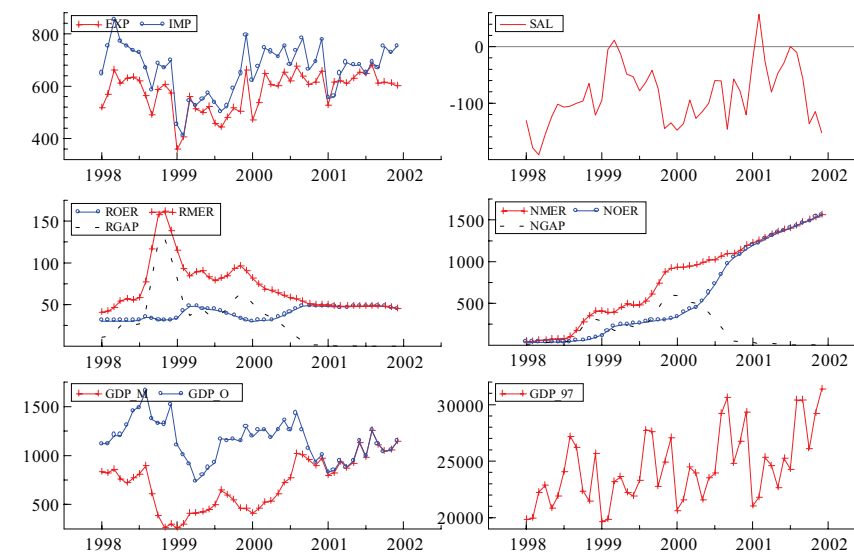 EXP IMP
800
600
400
1998 1999 2000 2001 2002
SAL
0
-100
1998 1999 2000 2001 2002
ROER RMER
RGAP
150
100
50
1998 1999 2000 2001 2002
NMER NOER
NGAP
1500
1000
500
1998 1999 2000 2001 2002
GDP_M GDP_O
1500
1000
500
1998 1999 2000 2001 2002
GDP_97
30000
25000
20000
1998 1999 2000 2001 2002